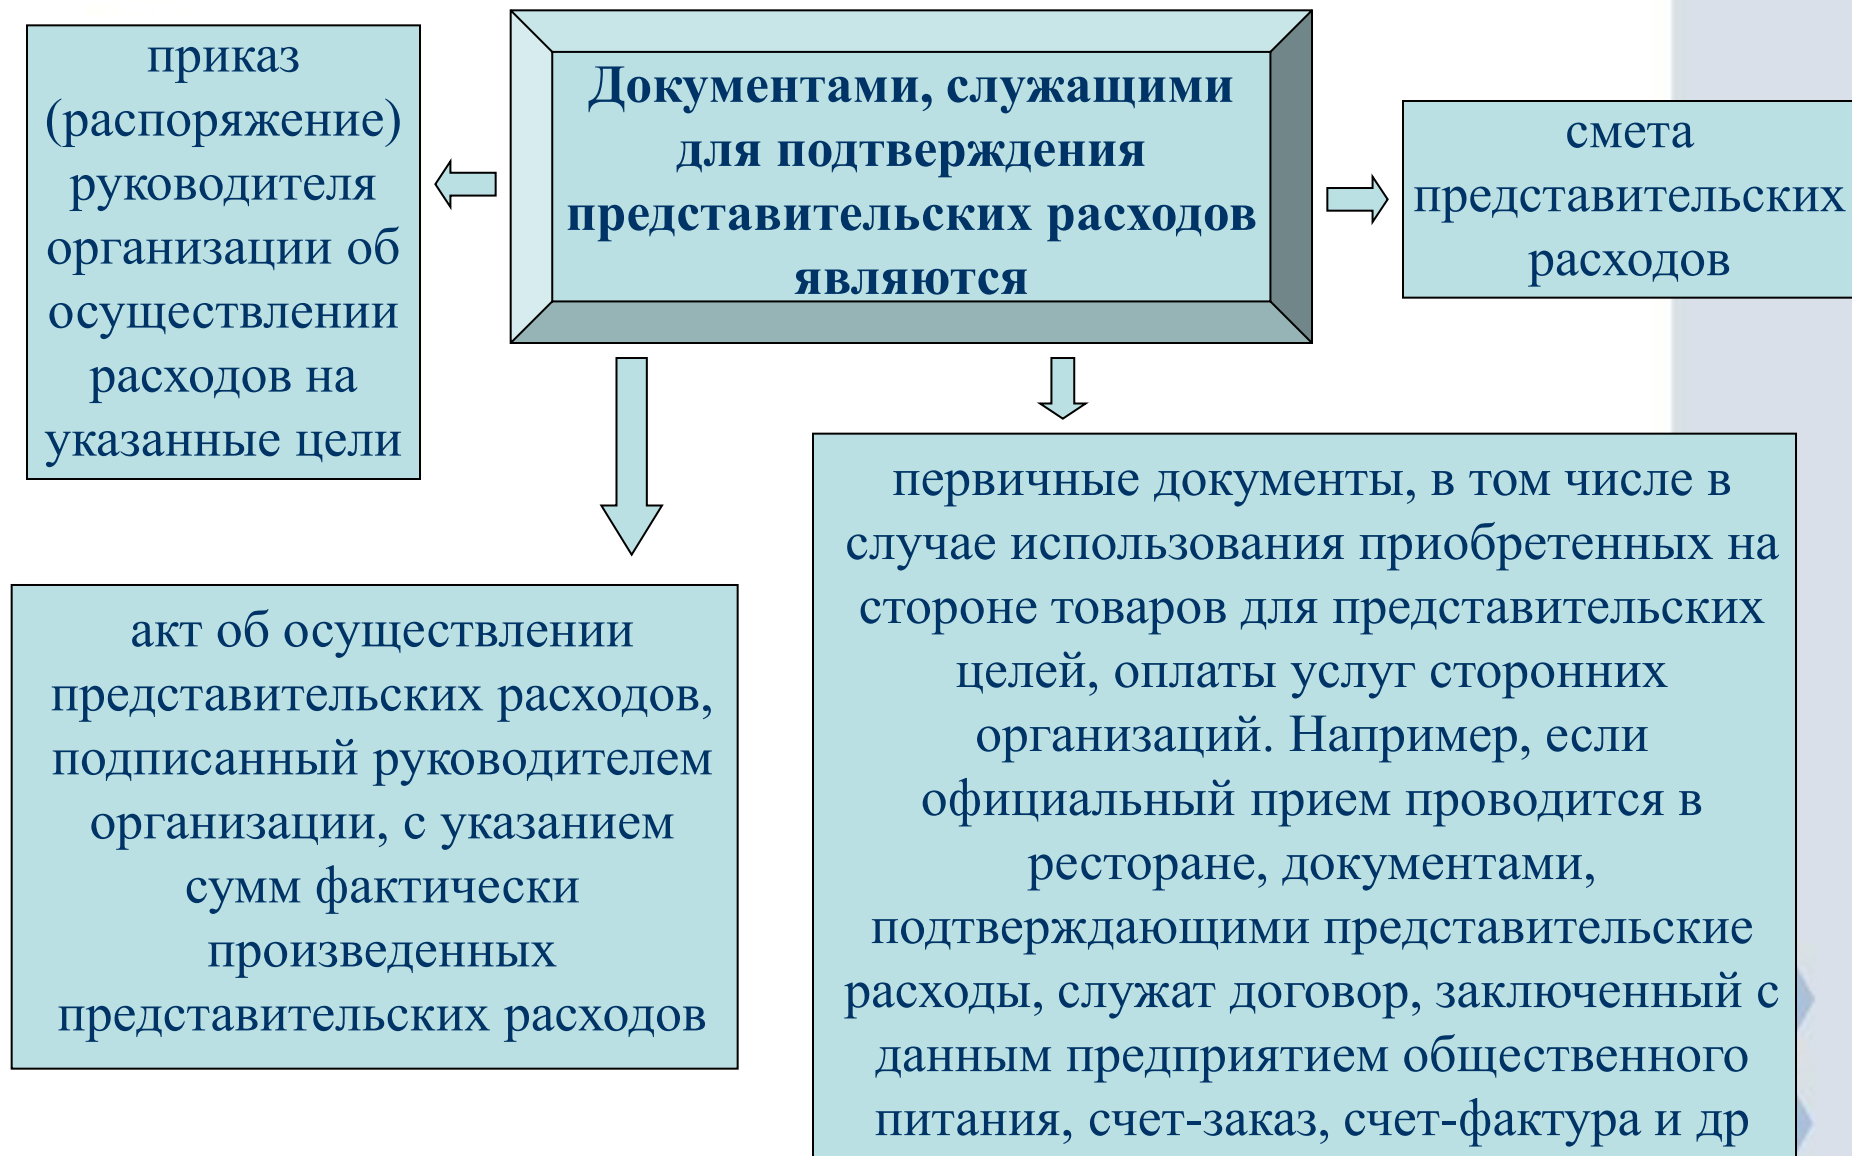 приказ
(распоряжение)
руководителя
организации об
осуществлении
расходов на
указанные цели
Документами, служащими
для подтверждения
представительских расходов
являются
смета
представительских
расходов
акт об осуществлении
представительских расходов,
подписанный руководителем
организации, с указанием
сумм фактически
произведенных
представительских расходов
первичные документы, в том числе в
случае использования приобретенных на
стороне товаров для представительских
целей, оплаты услуг сторонних
организаций. Например, если
официальный прием проводится в
ресторане, документами,
подтверждающими представительские
расходы, служат договор, заключенный с
данным предприятием общественного
питания, счет-заказ, счет-фактура и др